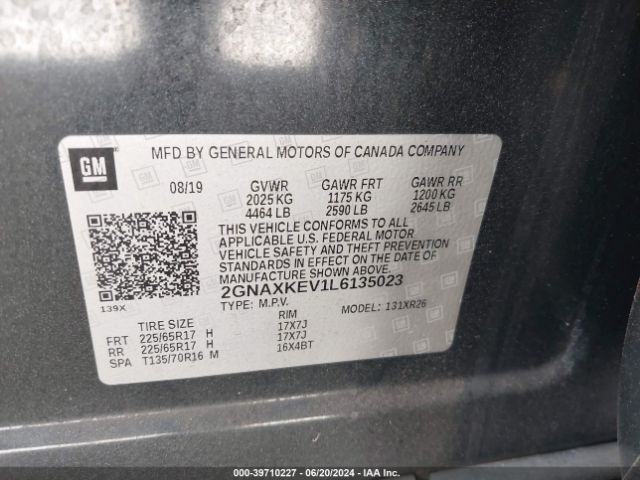 GM
MFD BY GENERAL MOTORS OF CANADA COMPANY
08/19 GVWR GAWR FRT GAWR RR
2025 KG 1175 KG 1200 KG
4464 LB 2590 LB 2645 LB
THIS VEHICLE CONFORMS TO ALL
APPLICABLE U.S. FEDERAL MOTOR
VEHICLE SAFETY AND THEFT PREVENTION
STANDARDS IN EFFECT ON THE DATE OF
MANUFACTURE SHOWN ABOVE.
2GNAXKEV1L6135023
139X TYPE: M.P.V. MODEL: 131XR26
TIRE SIZE RIM
FRT 225/65R17 H 17X7J
RR 225/65R17 H 17X7J
SPA T135/70R16 M 16X4BT
000-39710227 - 06/20/2024 - IAA Inc.